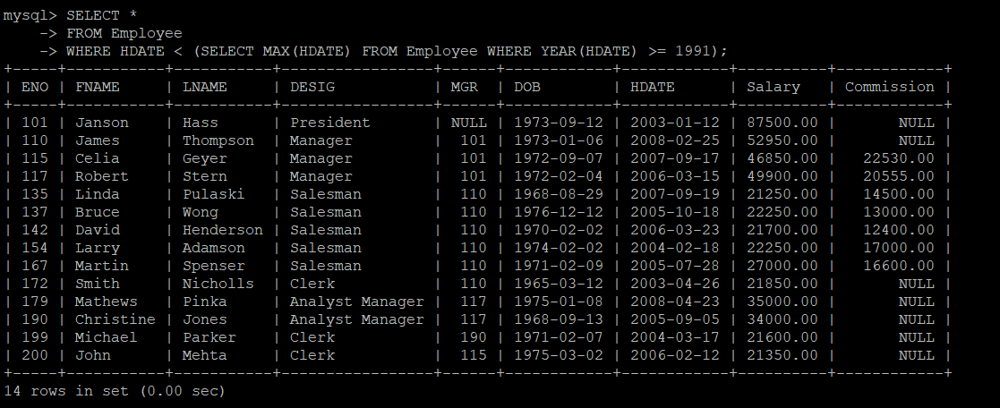 mysql> SELECT *
    -> FROM Employee
    -> WHERE HDATE < (SELECT MAX(HDATE) FROM Employee WHERE YEAR(HDATE) >= 1991);
+-----+-----------+-----------+-----------------+------+------------+------------+----------+------------+
| ENO | FNAME     | LNAME     | DESIG           | MGR  | DOB        | HDATE      | Salary   | Commission |
+-----+-----------+-----------+-----------------+------+------------+------------+----------+------------+
| 101 | Janson    | Hass      | President       | NULL | 1973-09-12 | 2003-01-12 | 87500.00 |       NULL |
| 110 | James     | Thompson  | Manager         |  101 | 1973-01-06 | 2008-02-25 | 52950.00 |       NULL |
| 115 | Celia     | Geyer     | Manager         |  101 | 1972-09-07 | 2007-09-17 | 46850.00 |   22530.00 |
| 117 | Robert    | Stern     | Manager         |  101 | 1972-02-04 | 2006-03-15 | 49900.00 |   20555.00 |
| 135 | Linda     | Pulaski   | Salesman        |  110 | 1968-08-29 | 2007-09-19 | 21250.00 |   14500.00 |
| 137 | Bruce     | Wong      | Salesman        |  110 | 1976-12-12 | 2005-10-18 | 22250.00 |   13000.00 |
| 142 | David     | Henderson | Salesman        |  110 | 1970-02-02 | 2006-03-23 | 21700.00 |   12400.00 |
| 154 | Larry     | Adamson   | Salesman        |  110 | 1974-02-02 | 2004-02-18 | 22250.00 |   17000.00 |
| 167 | Martin    | Spenser   | Salesman        |  110 | 1971-02-09 | 2005-07-28 | 27000.00 |   16600.00 |
| 172 | Smith     | Nicholls  | Clerk           |  110 | 1965-03-12 | 2003-04-26 | 21850.00 |       NULL |
| 179 | Mathews   | Pinka     | Analyst Manager |  117 | 1975-01-08 | 2008-04-23 | 35000.00 |       NULL |
| 190 | Christine | Jones     | Analyst Manager |  117 | 1968-09-13 | 2005-09-05 | 34000.00 |       NULL |
| 199 | Michael   | Parker    | Clerk           |  190 | 1971-02-07 | 2004-03-17 | 21600.00 |       NULL |
| 200 | John      | Mehta     | Clerk           |  115 | 1975-03-02 | 2006-02-12 | 21350.00 |       NULL |
+-----+-----------+-----------+-----------------+------+------------+------------+----------+------------+
14 rows in set (0.00 sec)